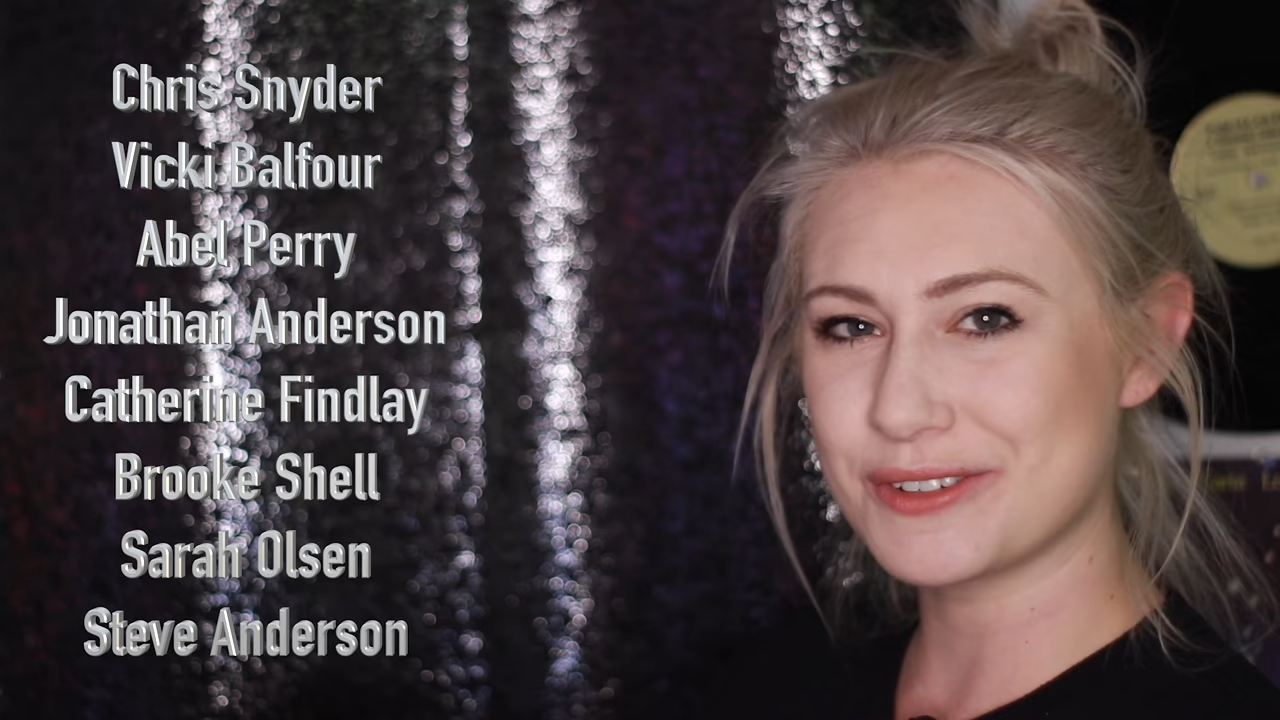 Chris Snyder
Vicki Balfour
Abel Perry
Jonathan Anderson
Catherine Findlay
Brooke Shell
Sarah Olsen
Steve Anderson